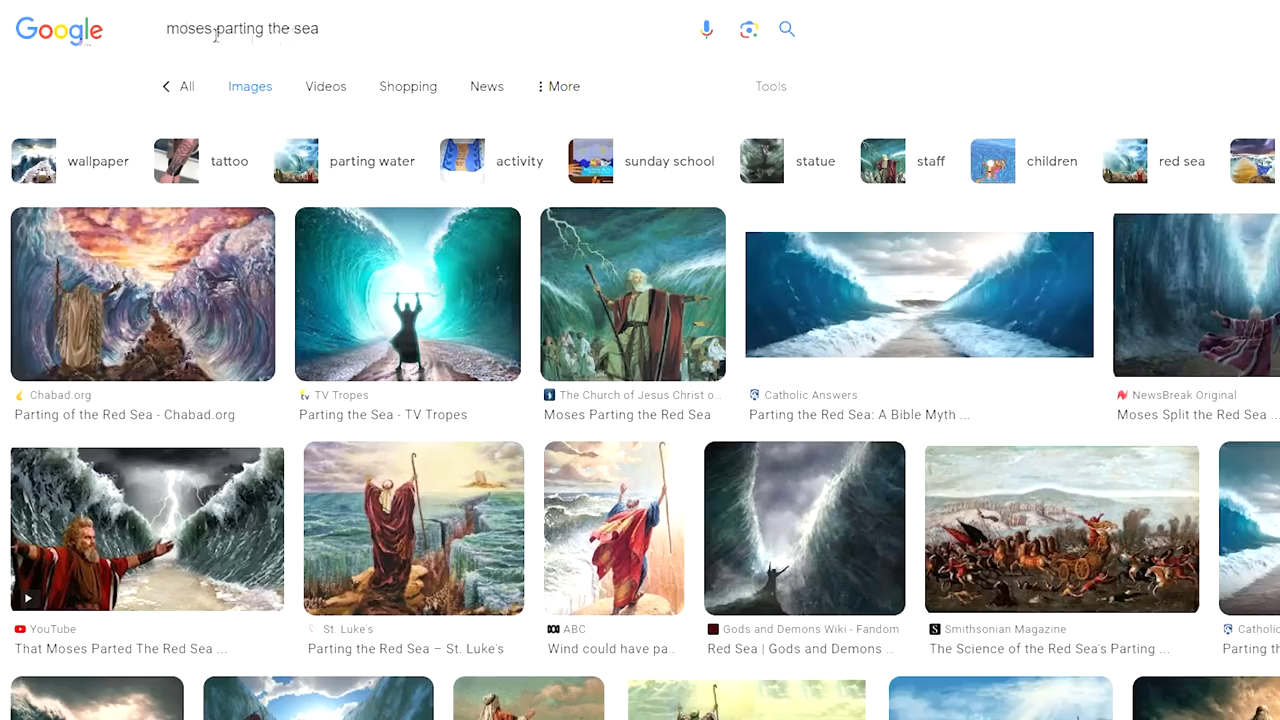 Google
moses parting the sea
All Images Videos Shopping News More Tools
wallpaper tattoo parting water activity sunday school statue staff children red sea
Chabad.org
Parting of the Red Sea - Chabad.org
TV Tropes
Parting the Sea - TV Tropes
The Church of Jesus Christ o...
Moses Parting the Red Sea
Catholic Answers
Parting the Red Sea: A Bible Myth ...
NewsBreak Original
Moses Split the Red Sea ...
YouTube
That Moses Parted The Red Sea ...
St. Luke's
Parting the Red Sea – St. Luke's
ABC
Wind could have pa...
Gods and Demons Wiki - Fandom
Red Sea | Gods and Demons ...
Smithsonian Magazine
The Science of the Red Sea's Parting ...
Catholic
Parting th